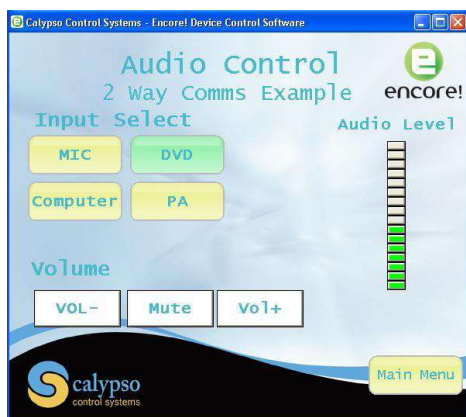 Calypso Control Systems - Encore! Device Control Software
Audio Control
2 Way Comms Example
encore!
Input Select
Audio Level
MIC
DVD
Computer
PA
Volume
VOL-
Mute
Vol+
Main Menu
calypso
control systems